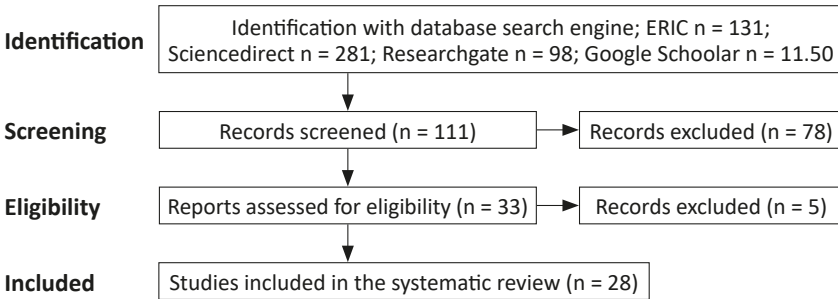 Identification
Identification with database search engine; ERIC n = 131;
Sciencedirect n = 281; Researchgate n = 98; Google Schoolar n = 11.50
Screening
Records screened (n = 111)
Records excluded (n = 78)
Eligibility
Reports assessed for eligibility (n = 33)
Records excluded (n = 5)
Included
Studies included in the systematic review (n = 28)